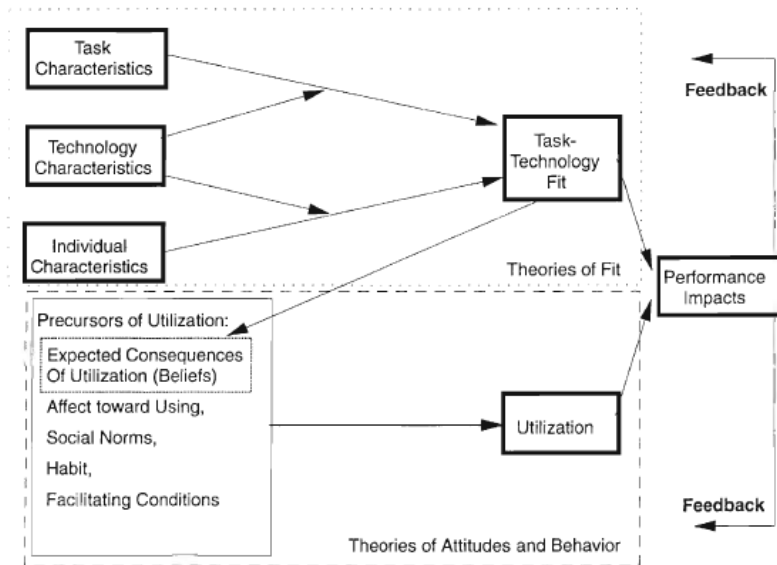 Task
Characteristics
Feedback
Technology
Characteristics
Task-
Technology
Fit
Individual
Characteristics
Theories of Fit
Performance
Impacts
Precursors of Utilization:
Expected Consequences
Of Utilization (Beliefs)
Affect toward Using,
Social Norms,
Habit,
Facilitating Conditions
Utilization
Feedback
Theories of Attitudes and Behavior